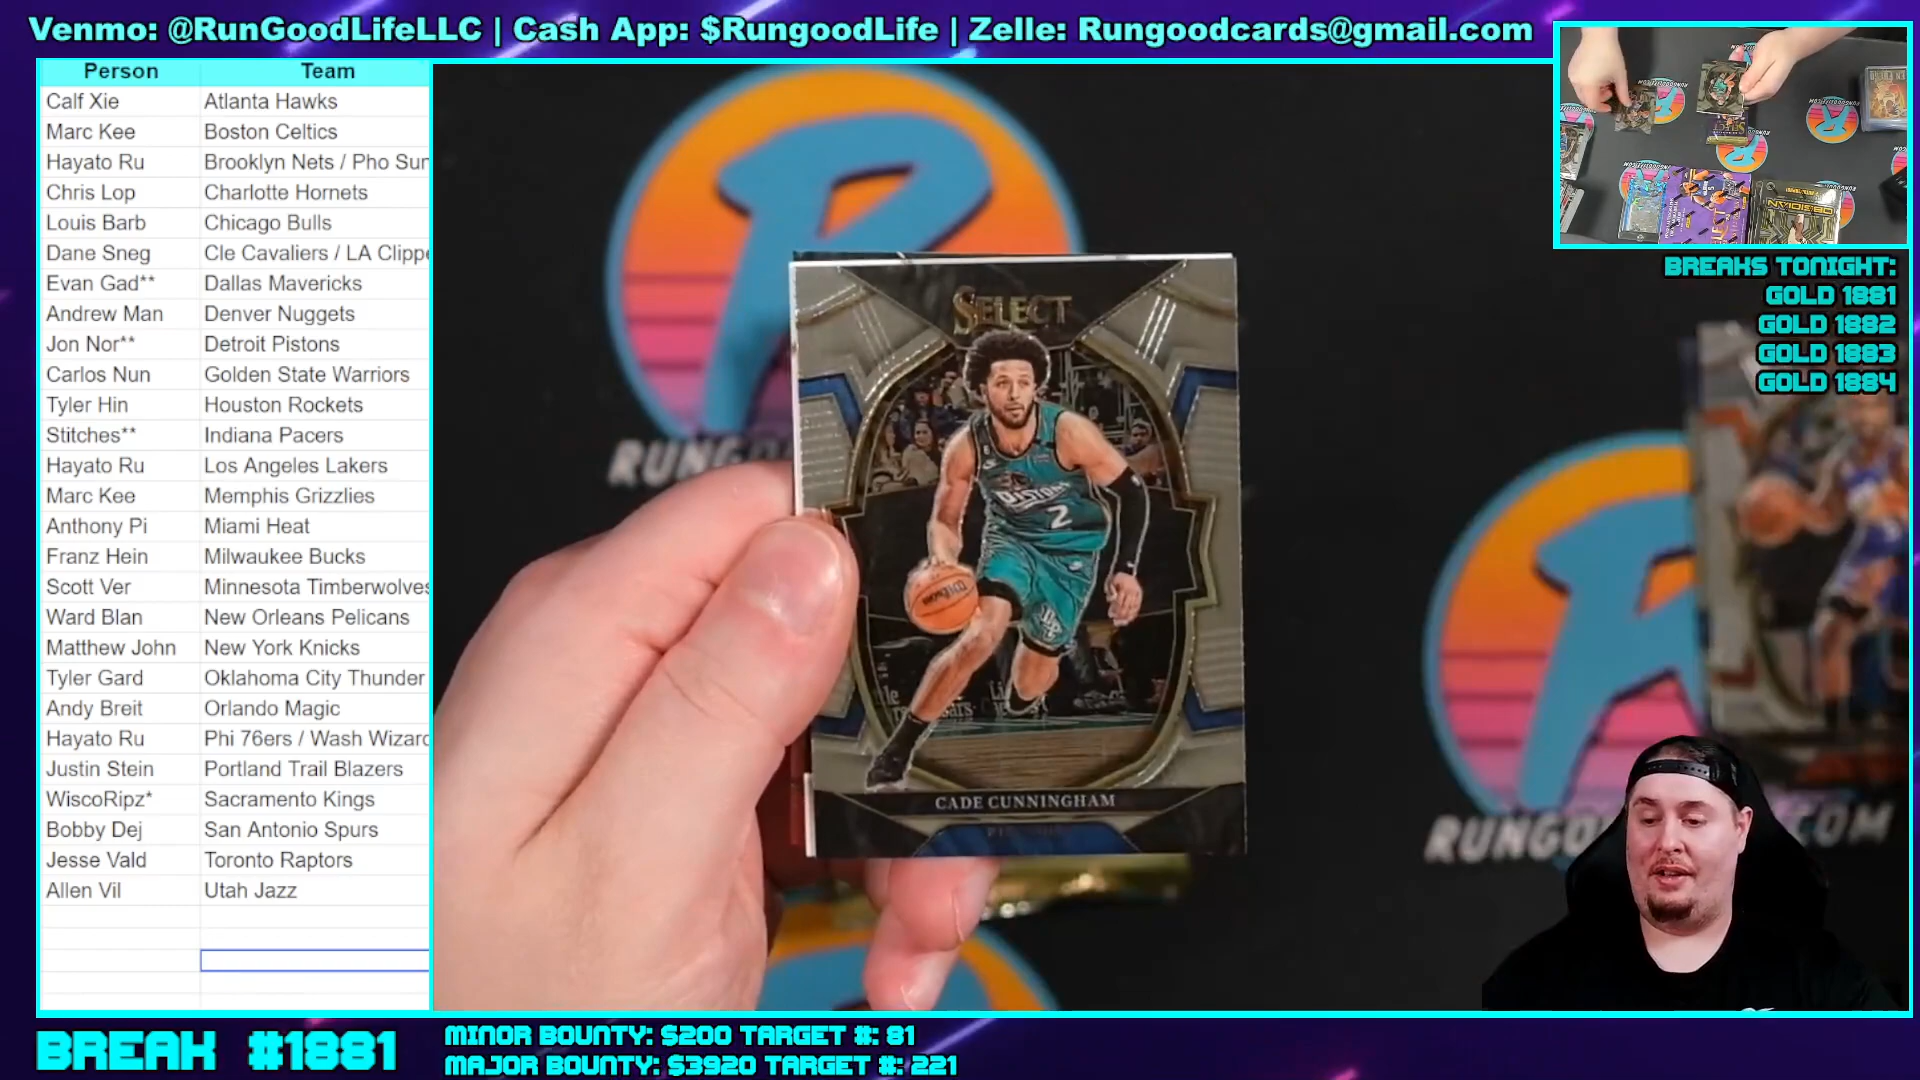 Venmo: @RunGoodLifeLLC | Cash App: $RungoodLife | Zelle: Rungoodcards@gmail.com
Person Team
Calf Xie Atlanta Hawks
Marc Kee Boston Celtics
Hayato Ru Brooklyn Nets / Pho Sun
Chris Lop Charlotte Hornets
Louis Barb Chicago Bulls
Dane Sneg Cle Cavaliers / LA Clippe
Evan Gad** Dallas Mavericks
Andrew Man Denver Nuggets
Jon Nor** Detroit Pistons
Carlos Nun Golden State Warriors
Tyler Hin Houston Rockets
Stitches** Indiana Pacers
Hayato Ru Los Angeles Lakers
Marc Kee Memphis Grizzlies
Anthony Pi Miami Heat
Franz Hein Milwaukee Bucks
Scott Ver Minnesota Timberwolves
Ward Blan New Orleans Pelicans
Matthew John New York Knicks
Tyler Gard Oklahoma City Thunder
Andy Breit Orlando Magic
Hayato Ru Phi 76ers / Wash Wizard
Justin Stein Portland Trail Blazers
WiscoRipz* Sacramento Kings
Bobby Dej San Antonio Spurs
Jesse Vald Toronto Raptors
Allen Vil Utah Jazz
SELECT
2
CADE CUNNINGHAM
OBSIDIAN
BREAKS TONIGHT:
GOLD 1881
GOLD 1882
GOLD 1883
GOLD 1884
BREAK #1881
MINOR BOUNTY: $200 TARGET #: 81
MAJOR BOUNTY: $3920 TARGET #: 221